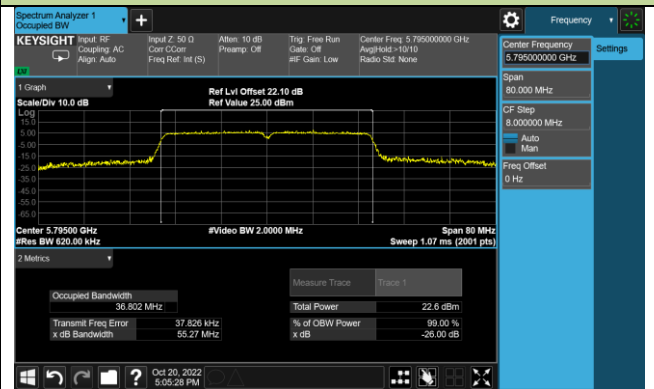 Spectrum Analyzer 1
Occupied BW
Frequency
KEYSIGHT
Input: RF
Coupling: AC
Align: Auto
Input Z: 50 Ω
Corr CCorr
Freq Ref: Int (S)
Atten: 10 dB
Preamp: Off
Trig: Free Run
Gate: Off
#IF Gain: Low
Center Freq: 5.795000000 GHz
Avg|Hold:>10/10
Radio Std: None
Center Frequency
5.795000000 GHz
Settings
Span
80.000 MHz
CF Step
8.000000 MHz
Auto
Man
Freq Offset
0 Hz
1 Graph
Scale/Div 10.0 dB
Ref Lvl Offset 22.10 dB
Ref Value 25.00 dBm
Log
15.0
5.00
-5.00
-15.0
-25.0
-35.0
-45.0
-55.0
-65.0
Center 5.79500 GHz
#Res BW 620.00 kHz
#Video BW 2.0000 MHz
Span 80 MHz
Sweep 1.07 ms (2001 pts)
2 Metrics
Measure Trace
Trace 1
Occupied Bandwidth
36.802 MHz
Total Power
22.6 dBm
Transmit Freq Error
37.826 kHz
% of OBW Power
99.00 %
x dB Bandwidth
55.27 MHz
x dB
-26.00 dB
Oct 20, 2022
5:05:28 PM